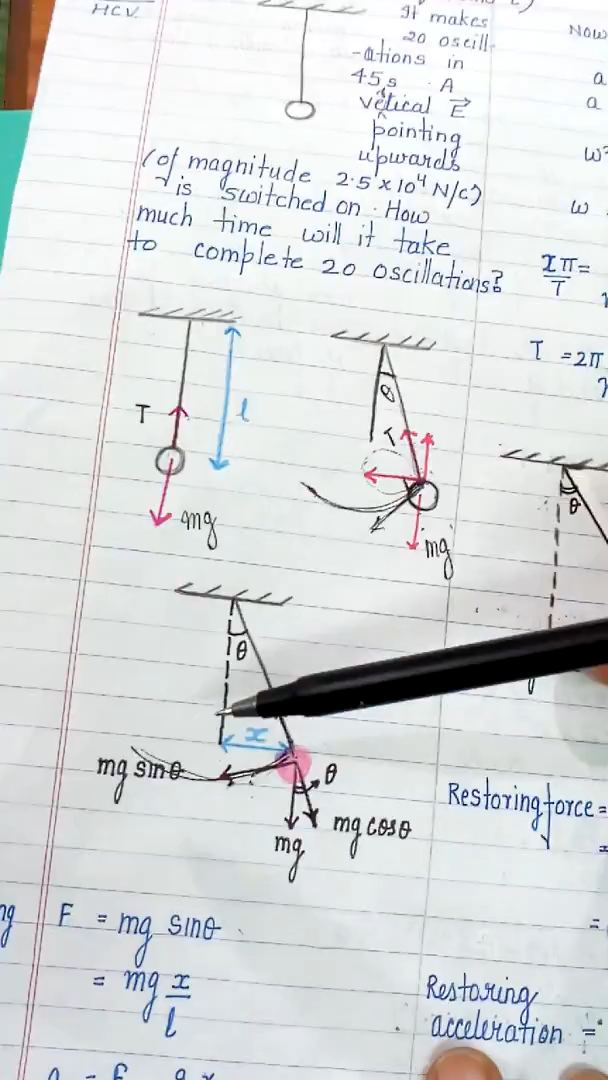 HCV.
It makes
20 oscill-
-ations in
45s. A
vertical E
pointing
upwards
(of magnitude 2.5 x 10⁴ N/C)
is switched on. How
much time will it take
to complete 20 oscillations?
Now
a
a
ω²
ω
xπ =
T
T = 2π
T
l
mg
θ
T
mg
θ
θ
x
mg sinθ
θ
mg cosθ
mg
Restoring force =
=
=
F = mg sinθ
= mg x
l
Restoring
acceleration =